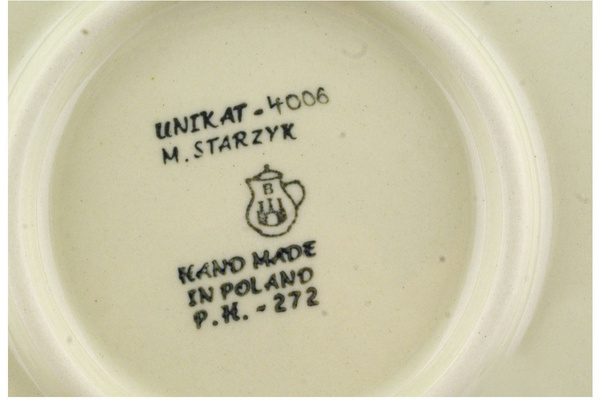 UNIKAT - 4006
M. STARZYK
B
HAND MADE
IN POLAND
P.H. - 272